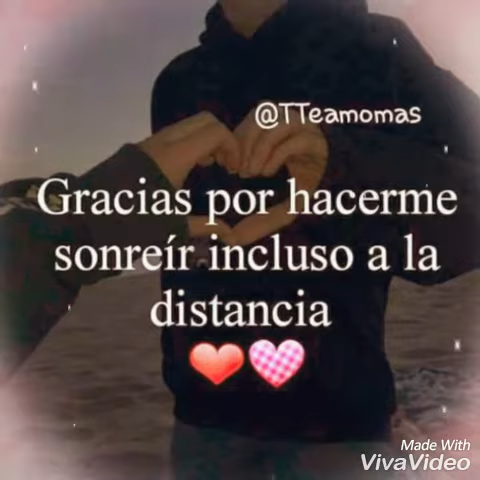 @TTeamomas
Gracias por hacerme
sonreír incluso a la
distancia
Made With
VivaVideo